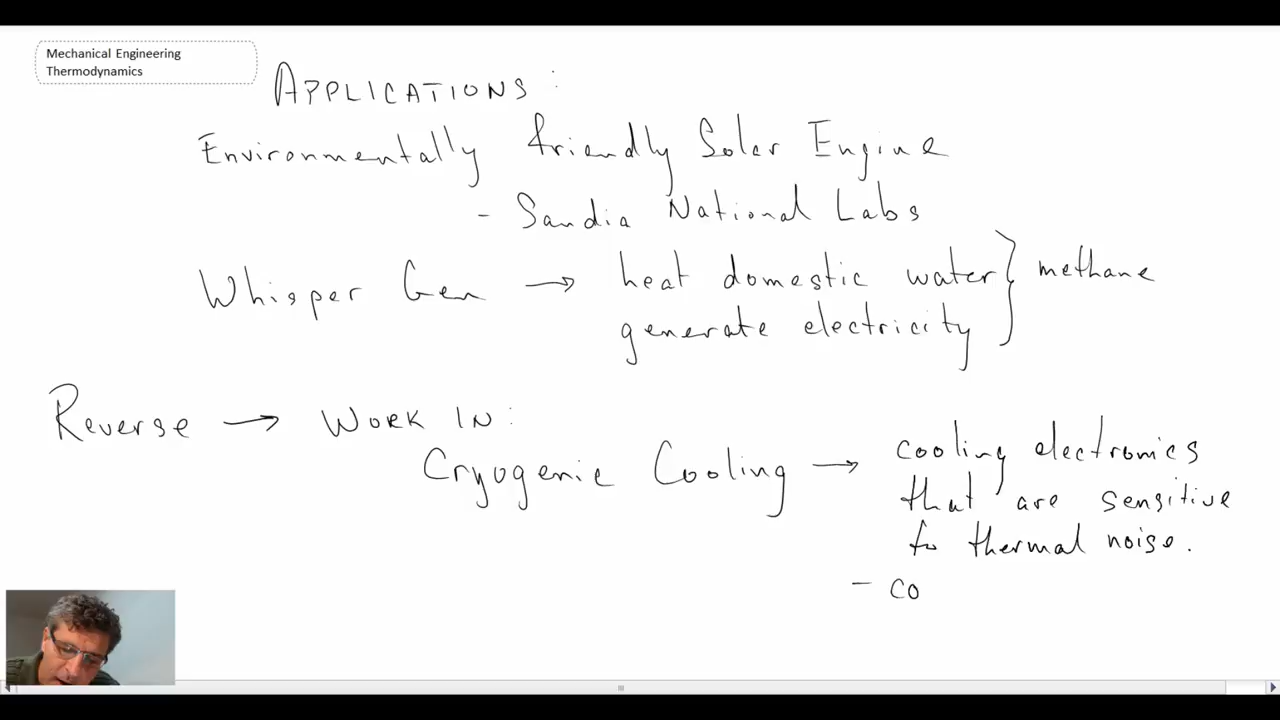 Mechanical Engineering
Thermodynamics
APPLICATIONS:
Environmentally friendly Solar Engine
- Sandia National Labs
Whisper Gen → heat domestic water } methane
generate electricity
Reverse → WORK IN:
Cryogenic Cooling → cooling electronics
that are sensitive
to thermal noise.
- co